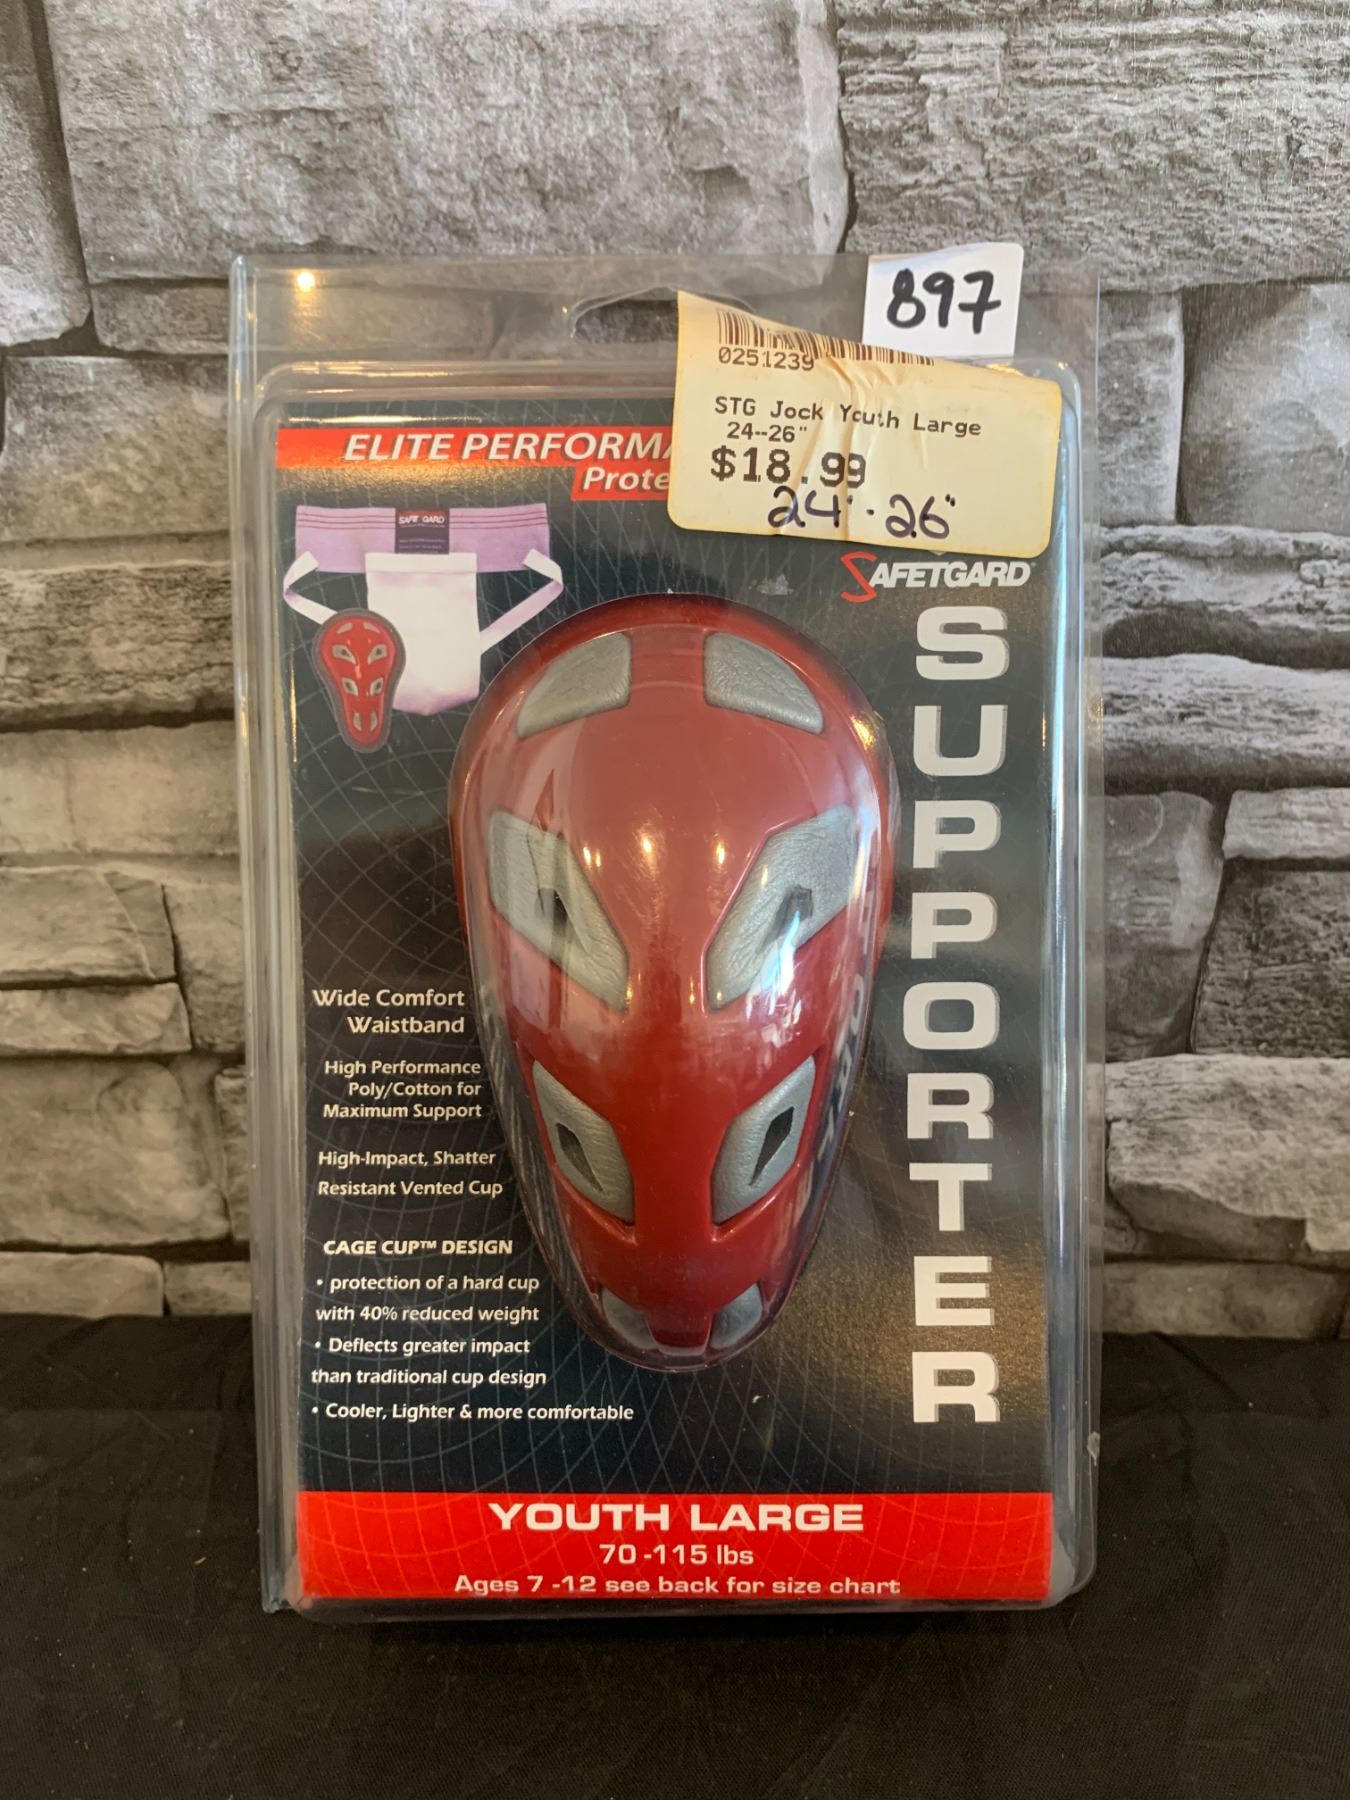 897
0251239
STG Jock Youth Large
24--26"
$18.99
24" - 26"
ELITE PERFORMA
Prote
SAFE T GARD
SAFETGARD
SUPPORTER
Wide Comfort
Waistband
High Performance
Poly/Cotton for
Maximum Support
High-Impact, Shatter
Resistant Vented Cup
CAGE CUP™ DESIGN
• protection of a hard cup
with 40% reduced weight
• Deflects greater impact
than traditional cup design
• Cooler, Lighter & more comfortable
YOUTH LARGE
70 -115 lbs
Ages 7 -12 see back for size chart